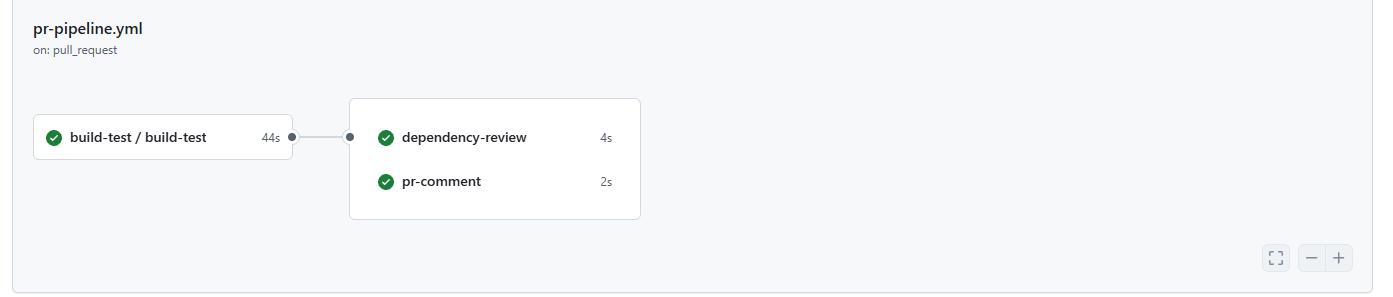 pr-pipeline.yml
on: pull_request
build-test / build-test 44s
dependency-review 4s
pr-comment 2s